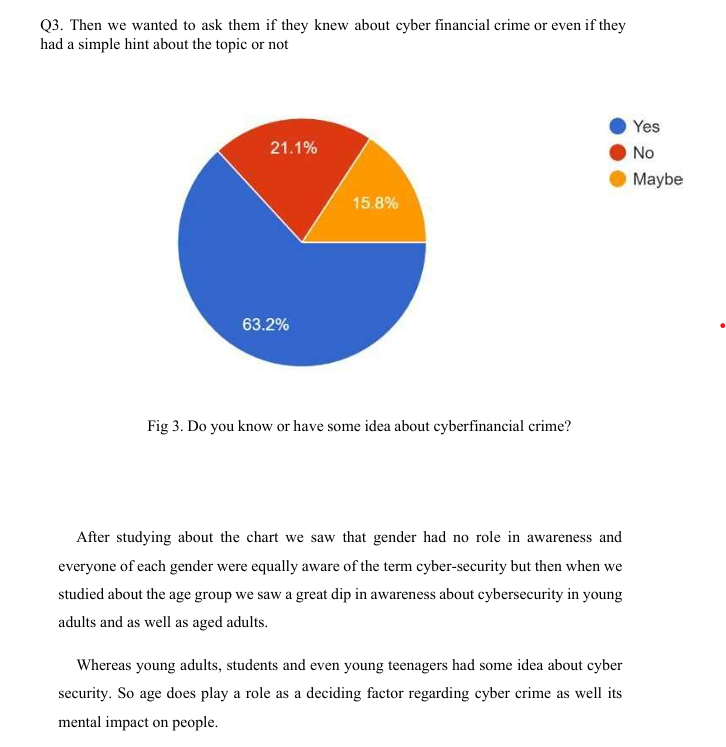 Q3. Then we wanted to ask them if they knew about cyber financial crime or even if they
had a simple hint about the topic or not
21.1%
15.8%
63.2%
Yes
No
Maybe
Fig 3. Do you know or have some idea about cyberfinancial crime?
After studying about the chart we saw that gender had no role in awareness and
everyone of each gender were equally aware of the term cyber-security but then when we
studied about the age group we saw a great dip in awareness about cybersecurity in young
adults and as well as aged adults.
Whereas young adults, students and even young teenagers had some idea about cyber
security. So age does play a role as a deciding factor regarding cyber crime as well its
mental impact on people.